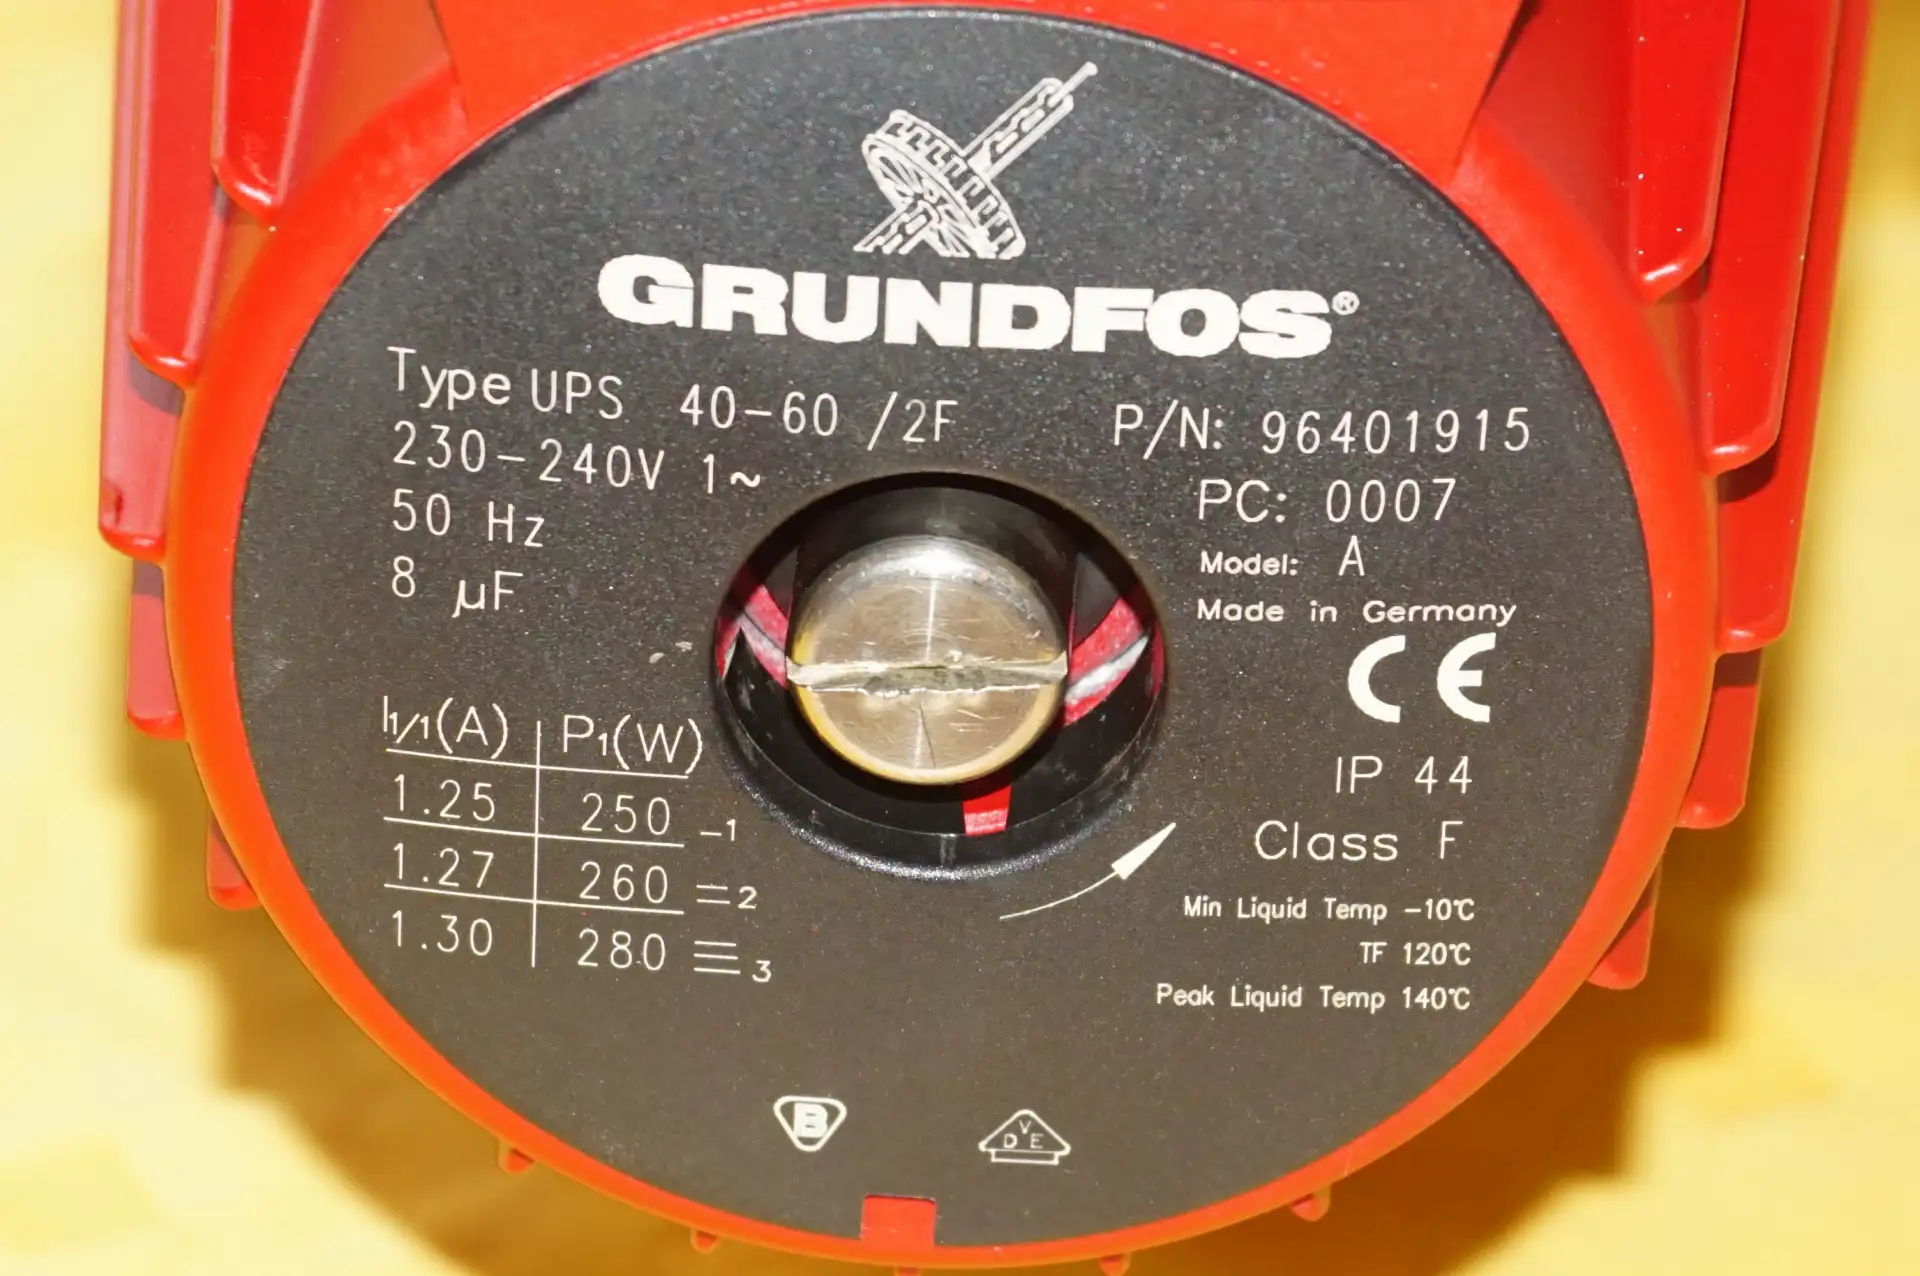 GRUNDFOS®
Type UPS 40-60 /2F
230-240V 1~
50 Hz
8 µF
P/N: 96401915
PC: 0007
Model: A
Made in Germany
CE
IP 44
Class F
Min Liquid Temp -10°C
TF 120°C
Peak Liquid Temp 140°C
I1/1(A) P1(W)
1.25 250 1
1.27 260 2
1.30 280 3
B
VDE